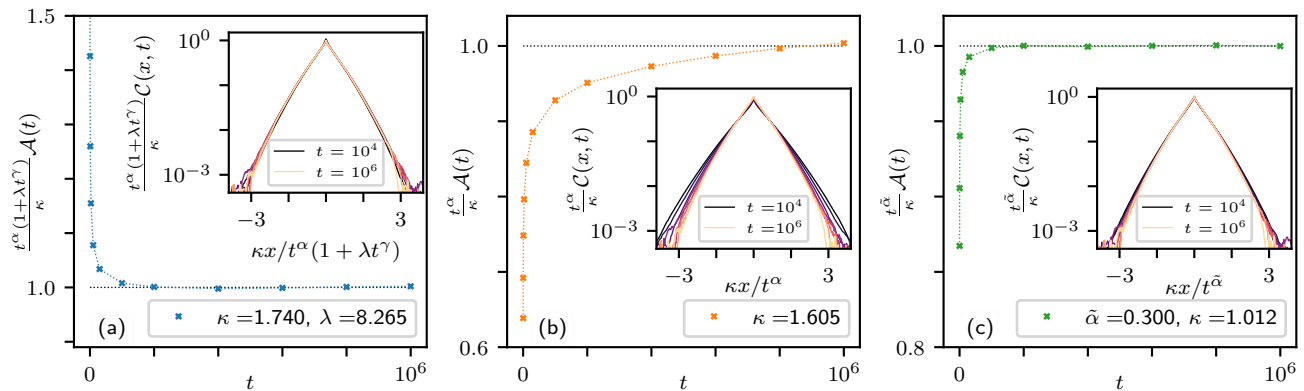 1.5
1.0
t^α(1+λt^γ)/κ A(t)
t^α(1+λt^γ)/κ C(x, t)
10^0
10^-3
t = 10^4
t = 10^6
−3
3
κx/t^α(1 + λt^γ)
(a)
κ =1.740, λ =8.265
0
10^6
t
1.0
0.6
t^α/κ A(t)
t^α/κ C(x, t)
10^0
10^-3
t =10^4
t =10^6
−3
3
κx/t^α
(b)
κ =1.605
0
10^6
t
1.0
0.8
t^α̃/κ A(t)
t^α̃/κ C(x, t)
10^0
10^-3
t = 10^4
t = 10^6
−3
3
κx/t^α̃
(c)
α̃ =0.300, κ =1.012
0
10^6
t